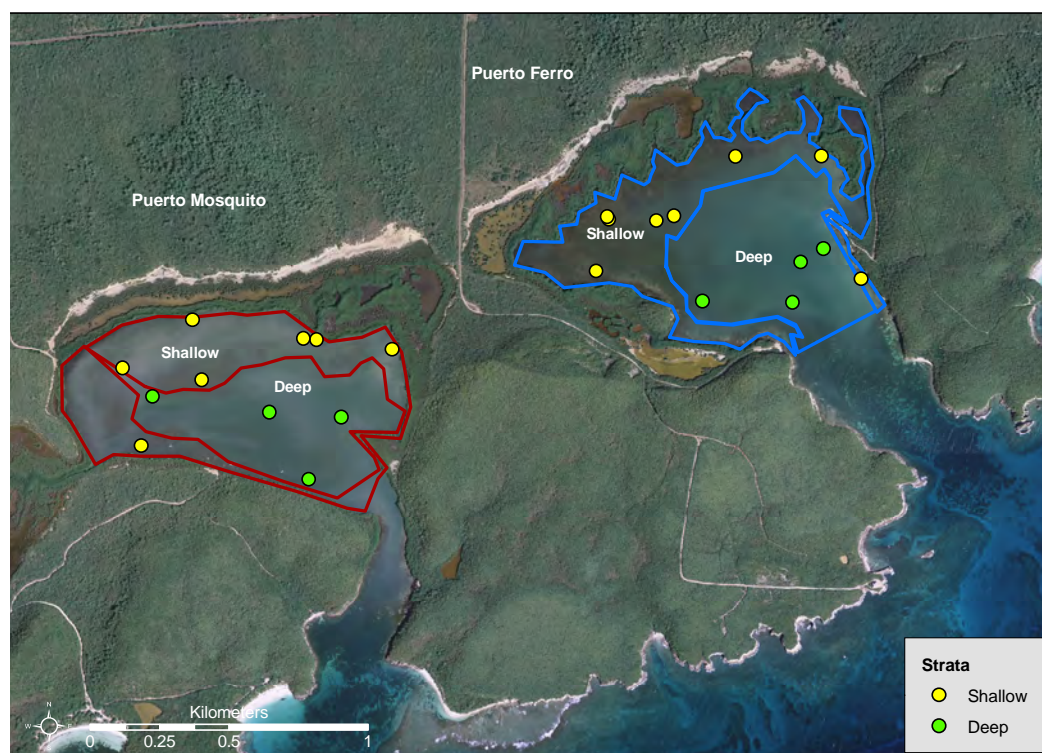 Puerto Ferro
Puerto Mosquito
Shallow
Deep
Shallow
Deep
N
W
E
S
Kilometers
0 0.25 0.5 1
Strata
Shallow
Deep